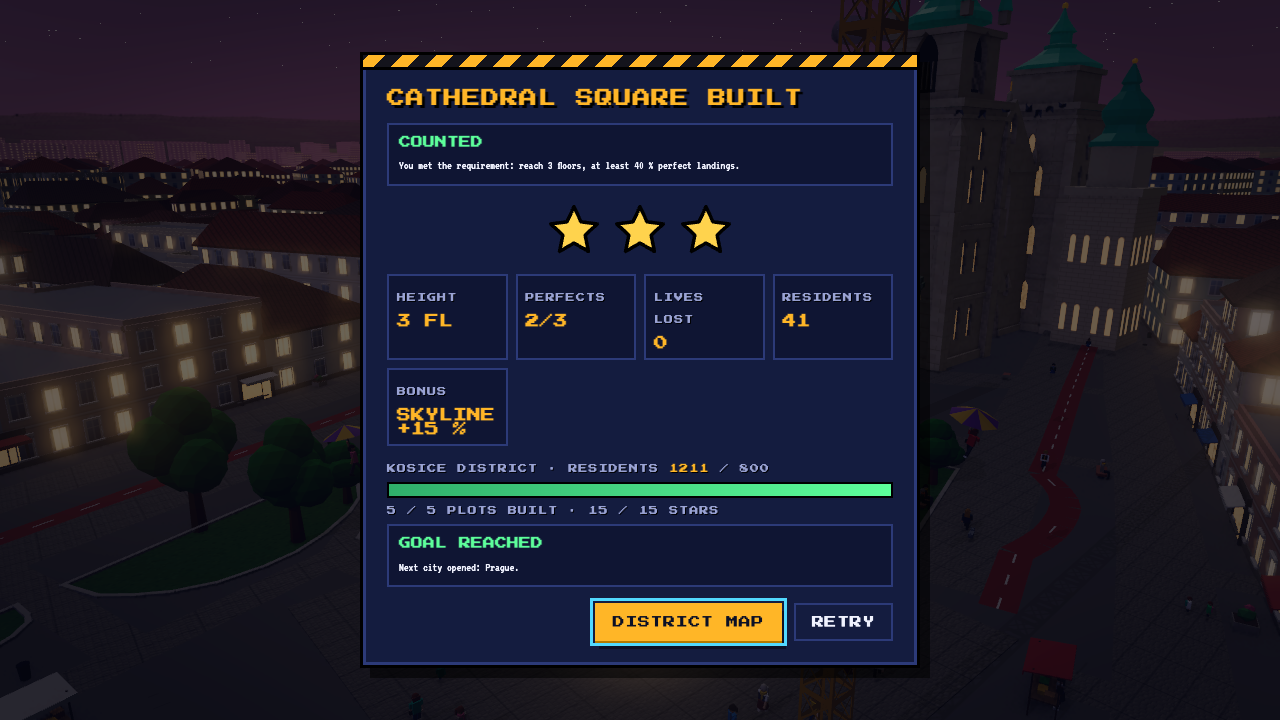 CATHEDRAL SQUARE BUILT
COUNTED
You met the requirement: reach 3 floors, at least 40 % perfect landings.
HEIGHT
3 FL
PERFECTS
2/3
LIVES
LOST
0
RESIDENTS
41
BONUS
SKYLINE
+15 %
KOSICE DISTRICT · RESIDENTS 1211 / 800
5 / 5 PLOTS BUILT · 15 / 15 STARS
GOAL REACHED
Next city opened: Prague.
DISTRICT MAP
RETRY